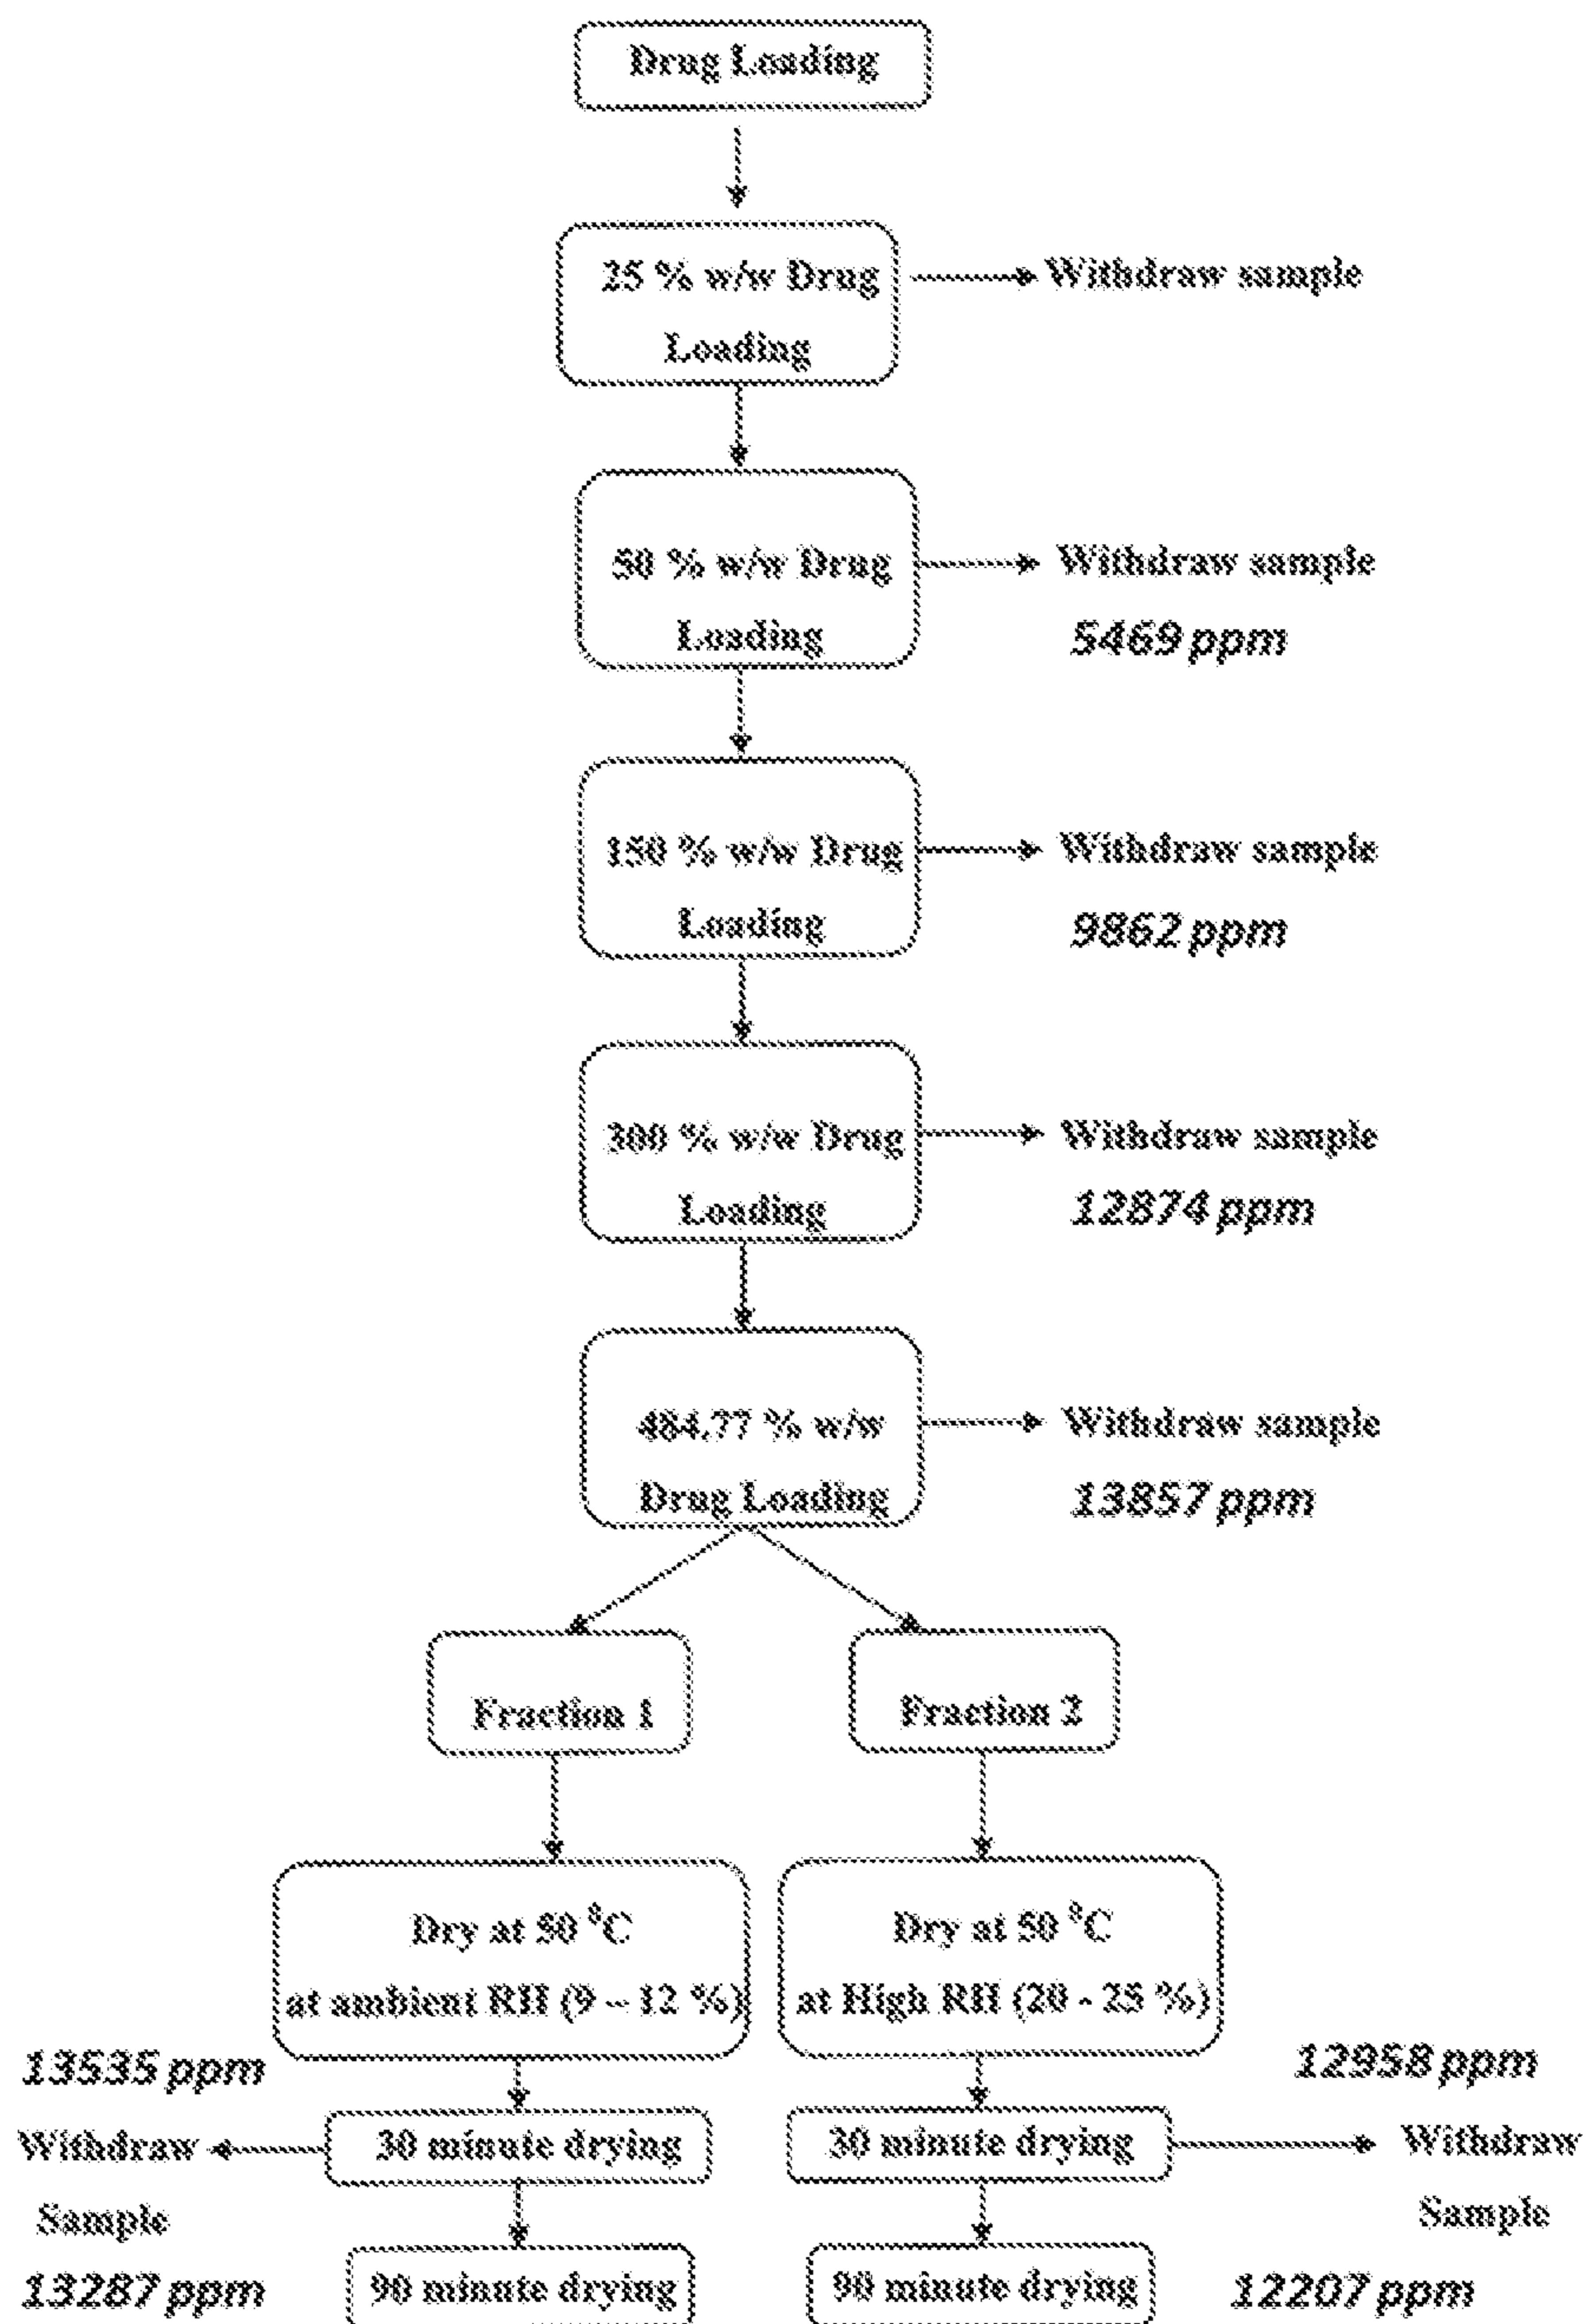 Drug Loading
25 % w/w Drug
Loading
Withdraw sample
50 % w/w Drug
Loading
Withdraw sample
5469 ppm
150 % w/w Drug
Loading
Withdraw sample
9862 ppm
300 % w/w Drug
Loading
Withdraw sample
12874 ppm
484.77 % w/w
Drug Loading
Withdraw sample
13857 ppm
Fraction 1
Fraction 2
Dry at 50 ⁰C
at ambient RH (9 – 12 %)
Dry at 50 ⁰C
at High RH (20 - 25 %)
13535 ppm
12958 ppm
Withdraw
Sample
30 minute drying
30 minute drying
Withdraw
Sample
13287 ppm
90 minute drying
90 minute drying
12207 ppm